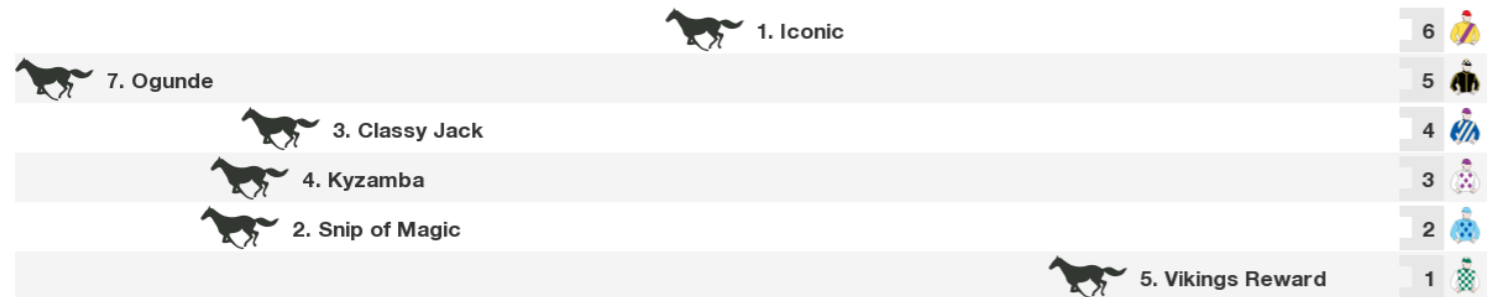 1. Iconic 6
7. Ogunde 5
3. Classy Jack 4
4. Kyzamba 3
2. Snip of Magic 2
5. Vikings Reward 1